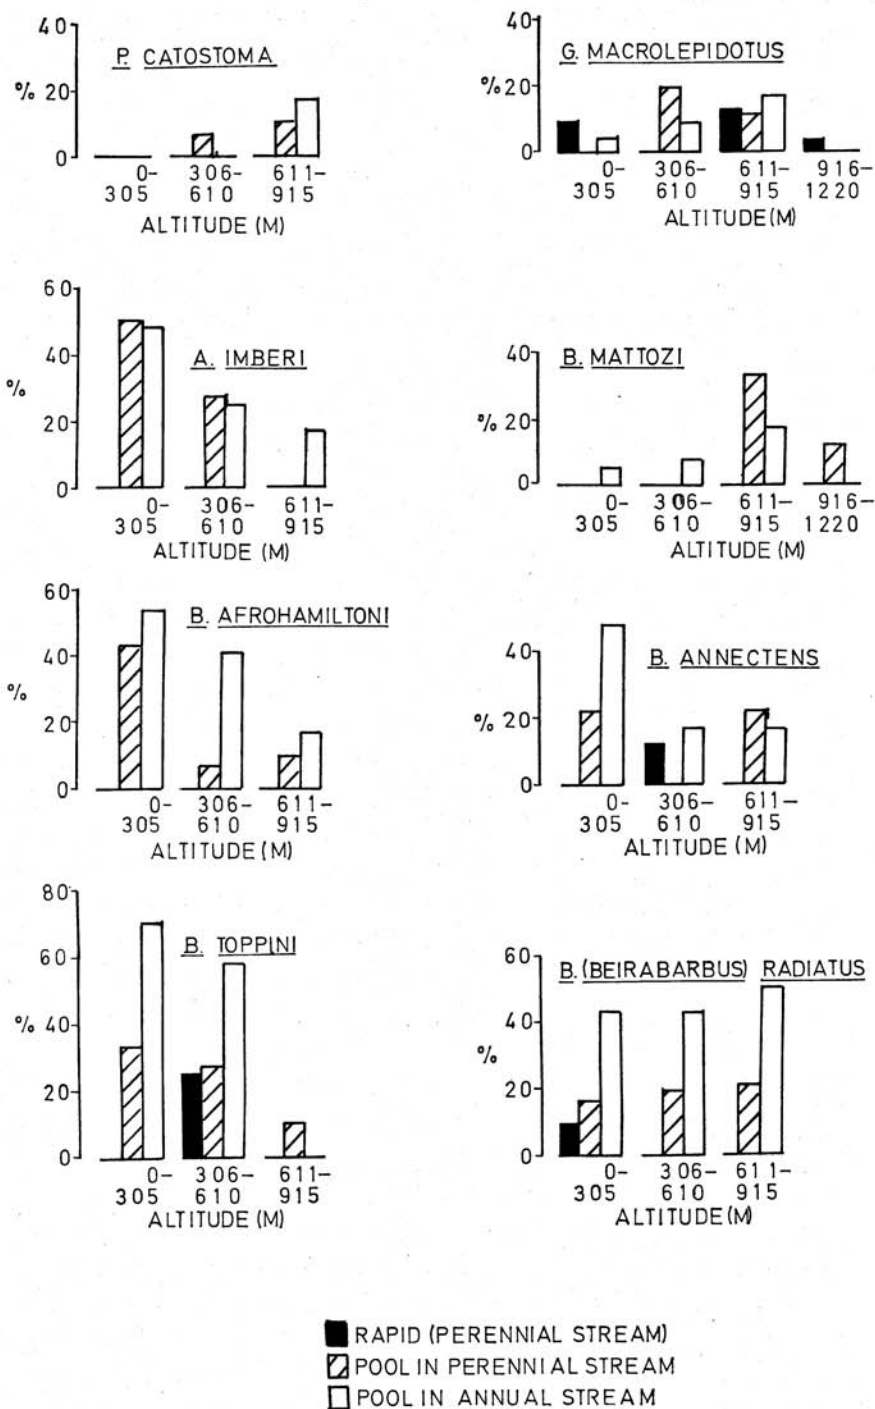 P. CATOSTOMA
40
% 20
0
0- 306- 611-
305 610 915
ALTITUDE (M)
G. MACROLEPIDOTUS
40
% 20
0
0- 306- 611- 916-
305 610 915 1220
ALTITUDE(M)
A. IMBERI
60
40
%
20
0
0- 306- 611-
305 610 915
ALTITUDE (M)
B. MATTOZI
40
% 20
0
0- 306- 611- 916-
305 610 915 1220
ALTITUDE (M)
B. AFROHAMILTONI
60
40
%
20
0
0- 306- 611-
305 610 915
ALTITUDE (M)
B. ANNECTENS
40
% 20
0
0- 306- 611-
305 610 915
ALTITUDE (M)
B. TOPPINI
80
60
% 40
20
0
0- 306- 611-
305 610 915
ALTITUDE (M)
B. (BEIRABARBUS) RADIATUS
60
40
%
20
0
0- 306- 611-
305 610 915
ALTITUDE(M)
RAPID (PERENNIAL STREAM)
POOL IN PERENNIAL STREAM
POOL IN ANNUAL STREAM